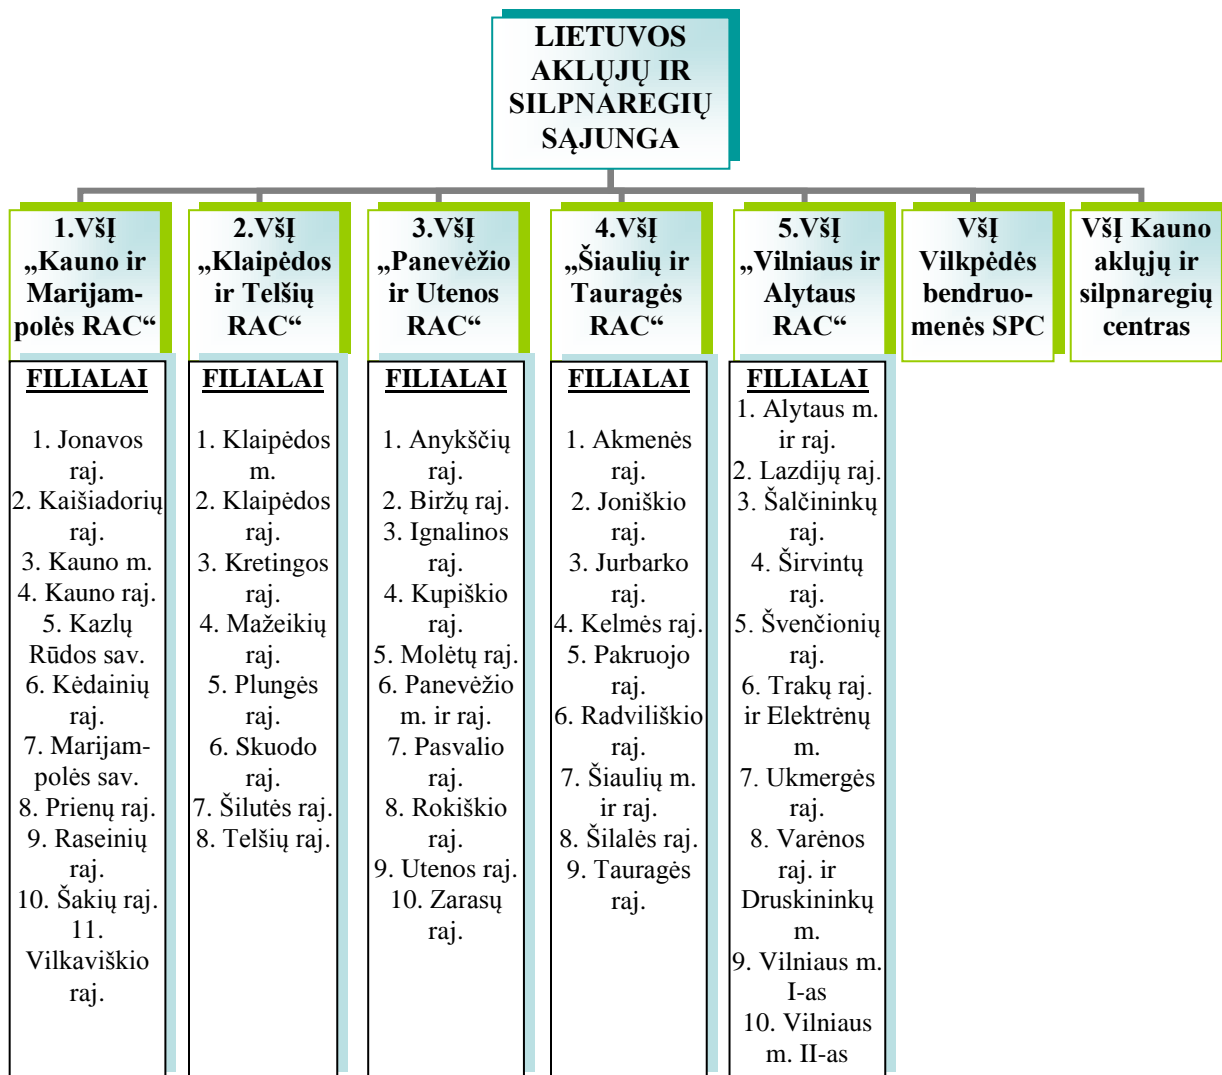 LIETUVOS
AKLŲJŲ IR
SILPNAREGIŲ
SĄJUNGA
1.VšĮ
„Kauno ir
Marijam-
polės RAC“
2.VšĮ
„Klaipėdos
ir Telšių
RAC“
3.VšĮ
„Panevėžio
ir Utenos
RAC“
4.VšĮ
„Šiaulių ir
Tauragės
RAC“
5.VšĮ
„Vilniaus ir
Alytaus
RAC“
VšĮ
Vilkpėdės
bendruo-
menės SPC
VšĮ Kauno
aklųjų ir
silpnaregių
centras
FILIALAI
1. Jonavos
raj.
2. Kaišiadorių
raj.
3. Kauno m.
4. Kauno raj.
5. Kazlų
Rūdos sav.
6. Kėdainių
raj.
7. Marijam-
polės sav.
8. Prienų raj.
9. Raseinių
raj.
10. Šakių raj.
11.
Vilkaviškio
raj.
FILIALAI
1. Klaipėdos
m.
2. Klaipėdos
raj.
3. Kretingos
raj.
4. Mažeikių
raj.
5. Plungės
raj.
6. Skuodo
raj.
7. Šilutės raj.
8. Telšių raj.
FILIALAI
1. Anykščių
raj.
2. Biržų raj.
3. Ignalinos
raj.
4. Kupiškio
raj.
5. Molėtų raj.
6. Panevėžio
m. ir raj.
7. Pasvalio
raj.
8. Rokiškio
raj.
9. Utenos raj.
10. Zarasų
raj.
FILIALAI
1. Akmenės
raj.
2. Joniškio
raj.
3. Jurbarko
raj.
4. Kelmės raj.
5. Pakruojo
raj.
6. Radviliškio
raj.
7. Šiaulių m.
ir raj.
8. Šilalės raj.
9. Tauragės
raj.
FILIALAI
1. Alytaus m.
ir raj.
2. Lazdijų raj.
3. Šalčininkų
raj.
4. Širvintų
raj.
5. Švenčionių
raj.
6. Trakų raj.
ir Elektrėnų
m.
7. Ukmergės
raj.
8. Varėnos
raj. ir
Druskininkų
m.
9. Vilniaus m.
I-as
10. Vilniaus
m. II-as